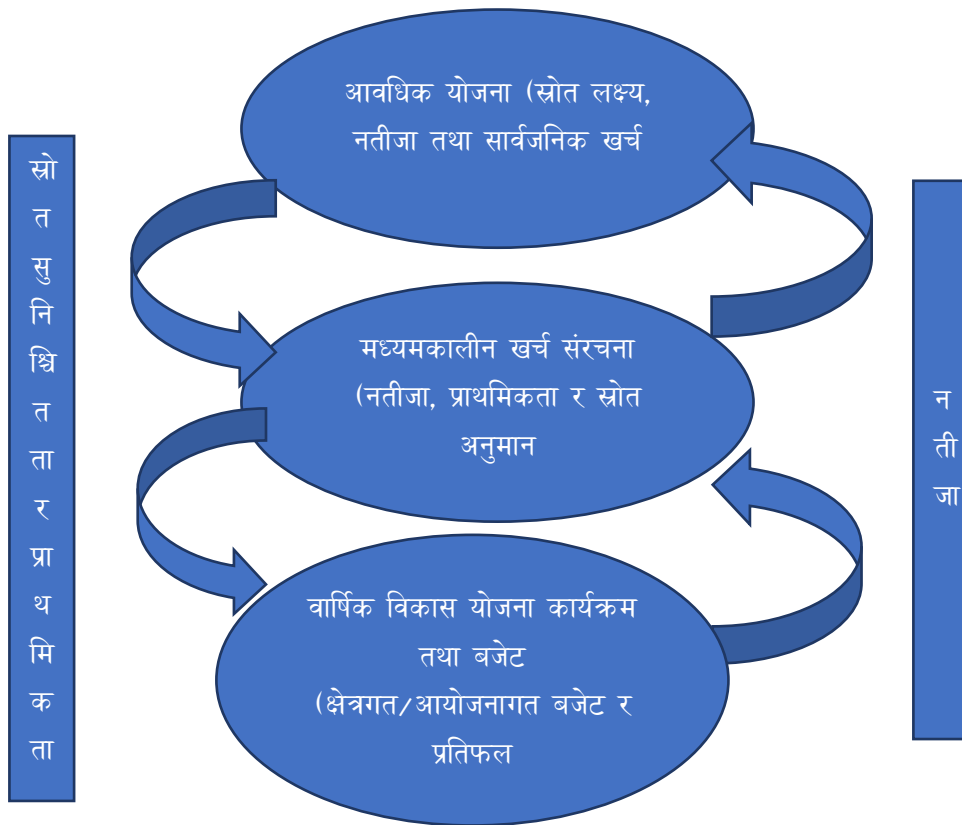 आवधिक योजना (स्रोत लक्ष्य,
नतीजा तथा सार्वजनिक खर्च
स्रो
त
सु
नि
श्चि
त
ता
र
प्रा
थ
मि
क
ता
मध्यमकालीन खर्च संरचना
(नतीजा, प्राथमिकता र स्रोत
अनुमान
न
ती
जा
वार्षिक विकास योजना कार्यक्रम
तथा बजेट
(क्षेत्रगत/आयोजनागत बजेट र
प्रतिफल